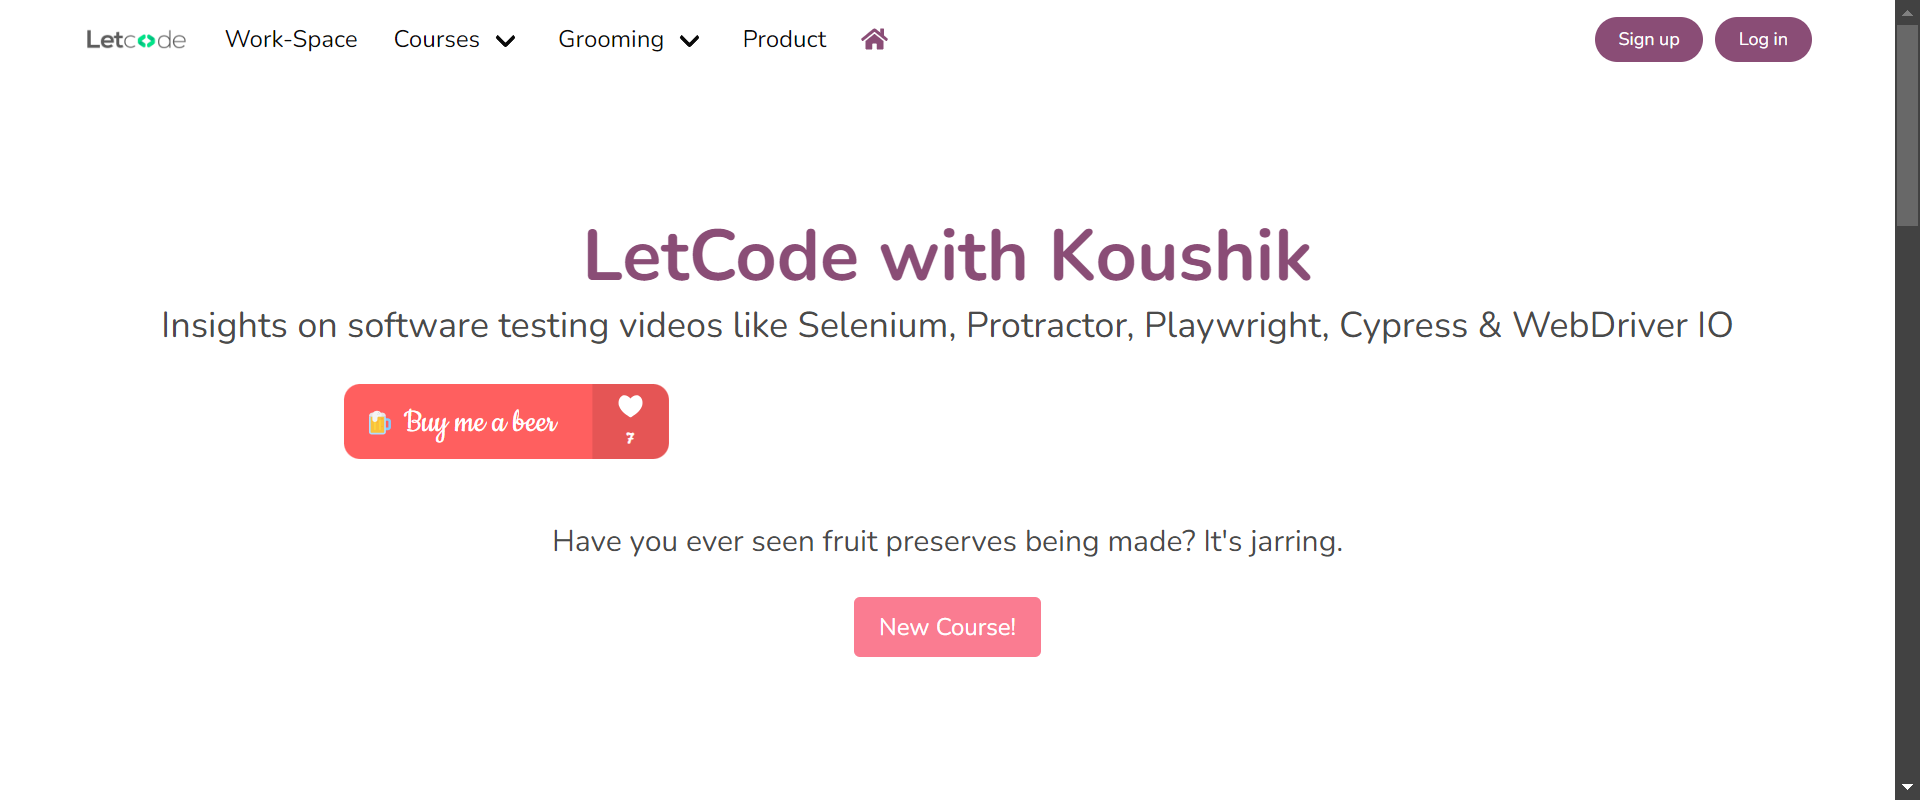 Letcode Work-Space Courses Grooming Product Sign up Log in
LetCode with Koushik
Insights on software testing videos like Selenium, Protractor, Playwright, Cypress & WebDriver IO
Buy me a beer 7
Have you ever seen fruit preserves being made? It's jarring.
New Course!